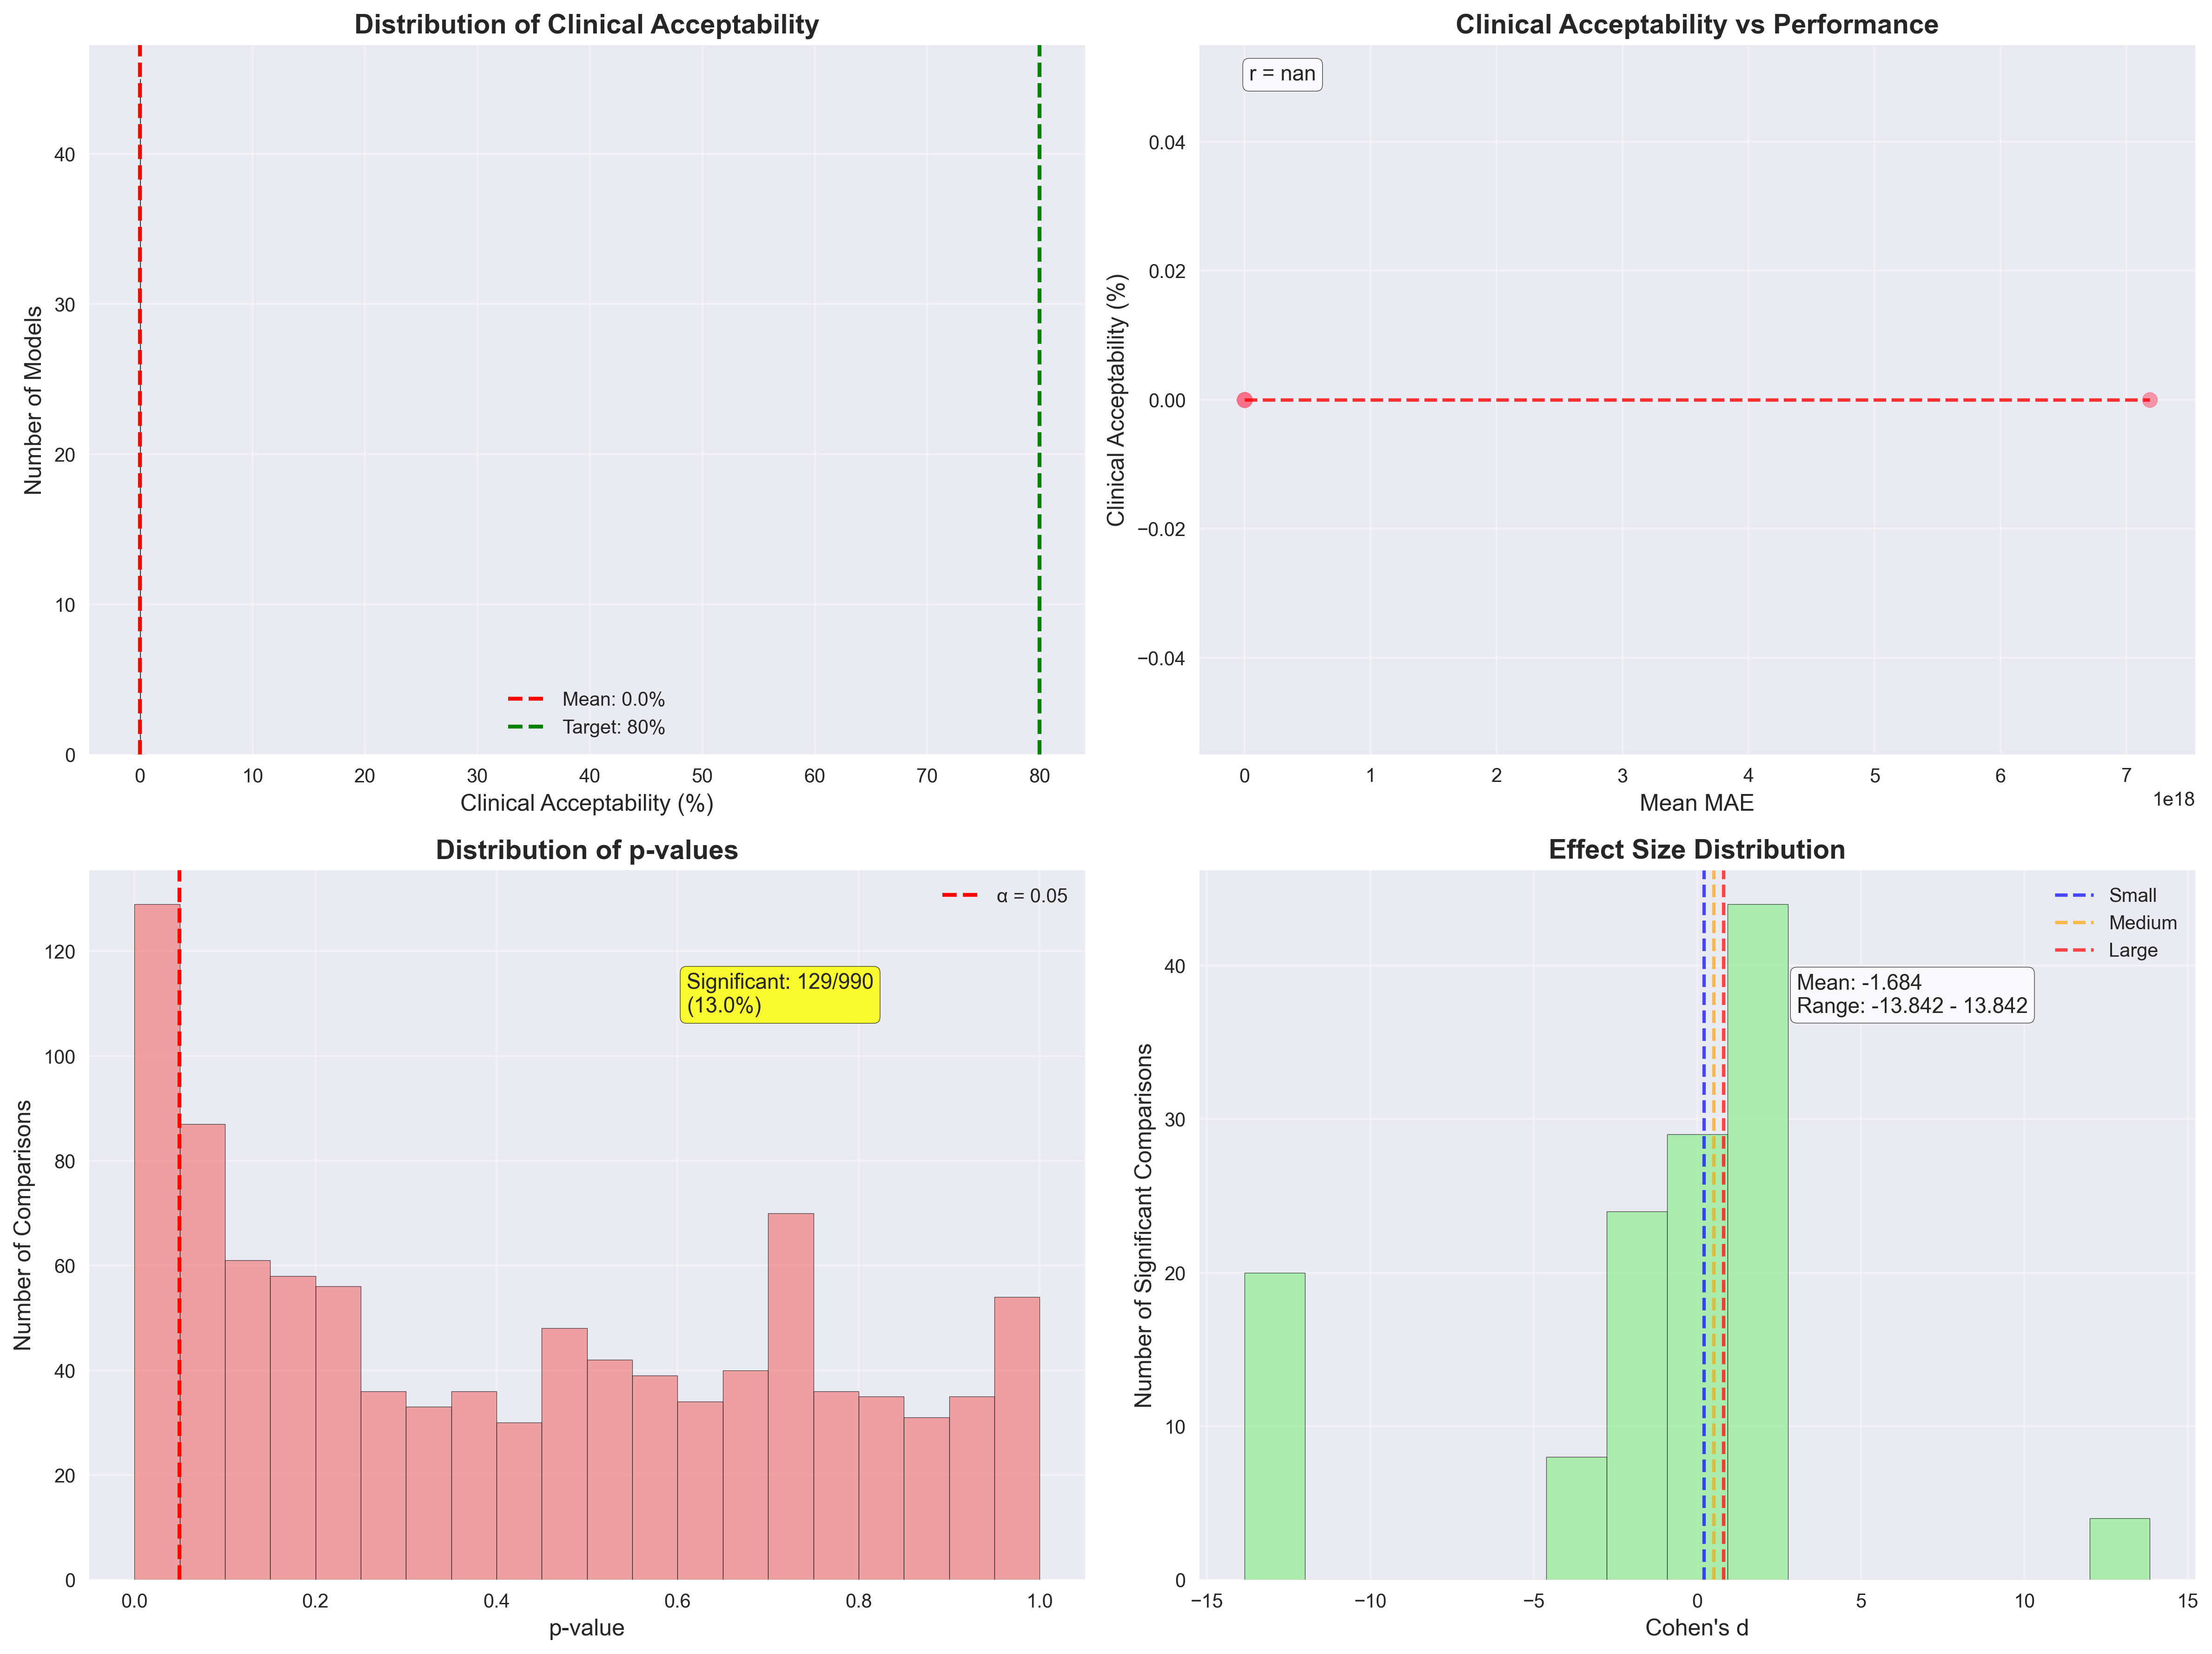 Distribution of Clinical Acceptability
Number of Models
40
30
20
10
0
Mean: 0.0%
Target: 80%
0 10 20 30 40 50 60 70 80
Clinical Acceptability (%)
Clinical Acceptability vs Performance
r = nan
Clinical Acceptability (%)
0.04
0.02
0.00
−0.02
−0.04
0 1 2 3 4 5 6 7
1e18
Mean MAE
Distribution of p-values
α = 0.05
Significant: 129/990
(13.0%)
Number of Comparisons
120
100
80
60
40
20
0
0.0 0.2 0.4 0.6 0.8 1.0
p-value
Effect Size Distribution
Small
Medium
Large
Mean: -1.684
Range: -13.842 - 13.842
Number of Significant Comparisons
40
30
20
10
0
−15 −10 −5 0 5 10 15
Cohen's d